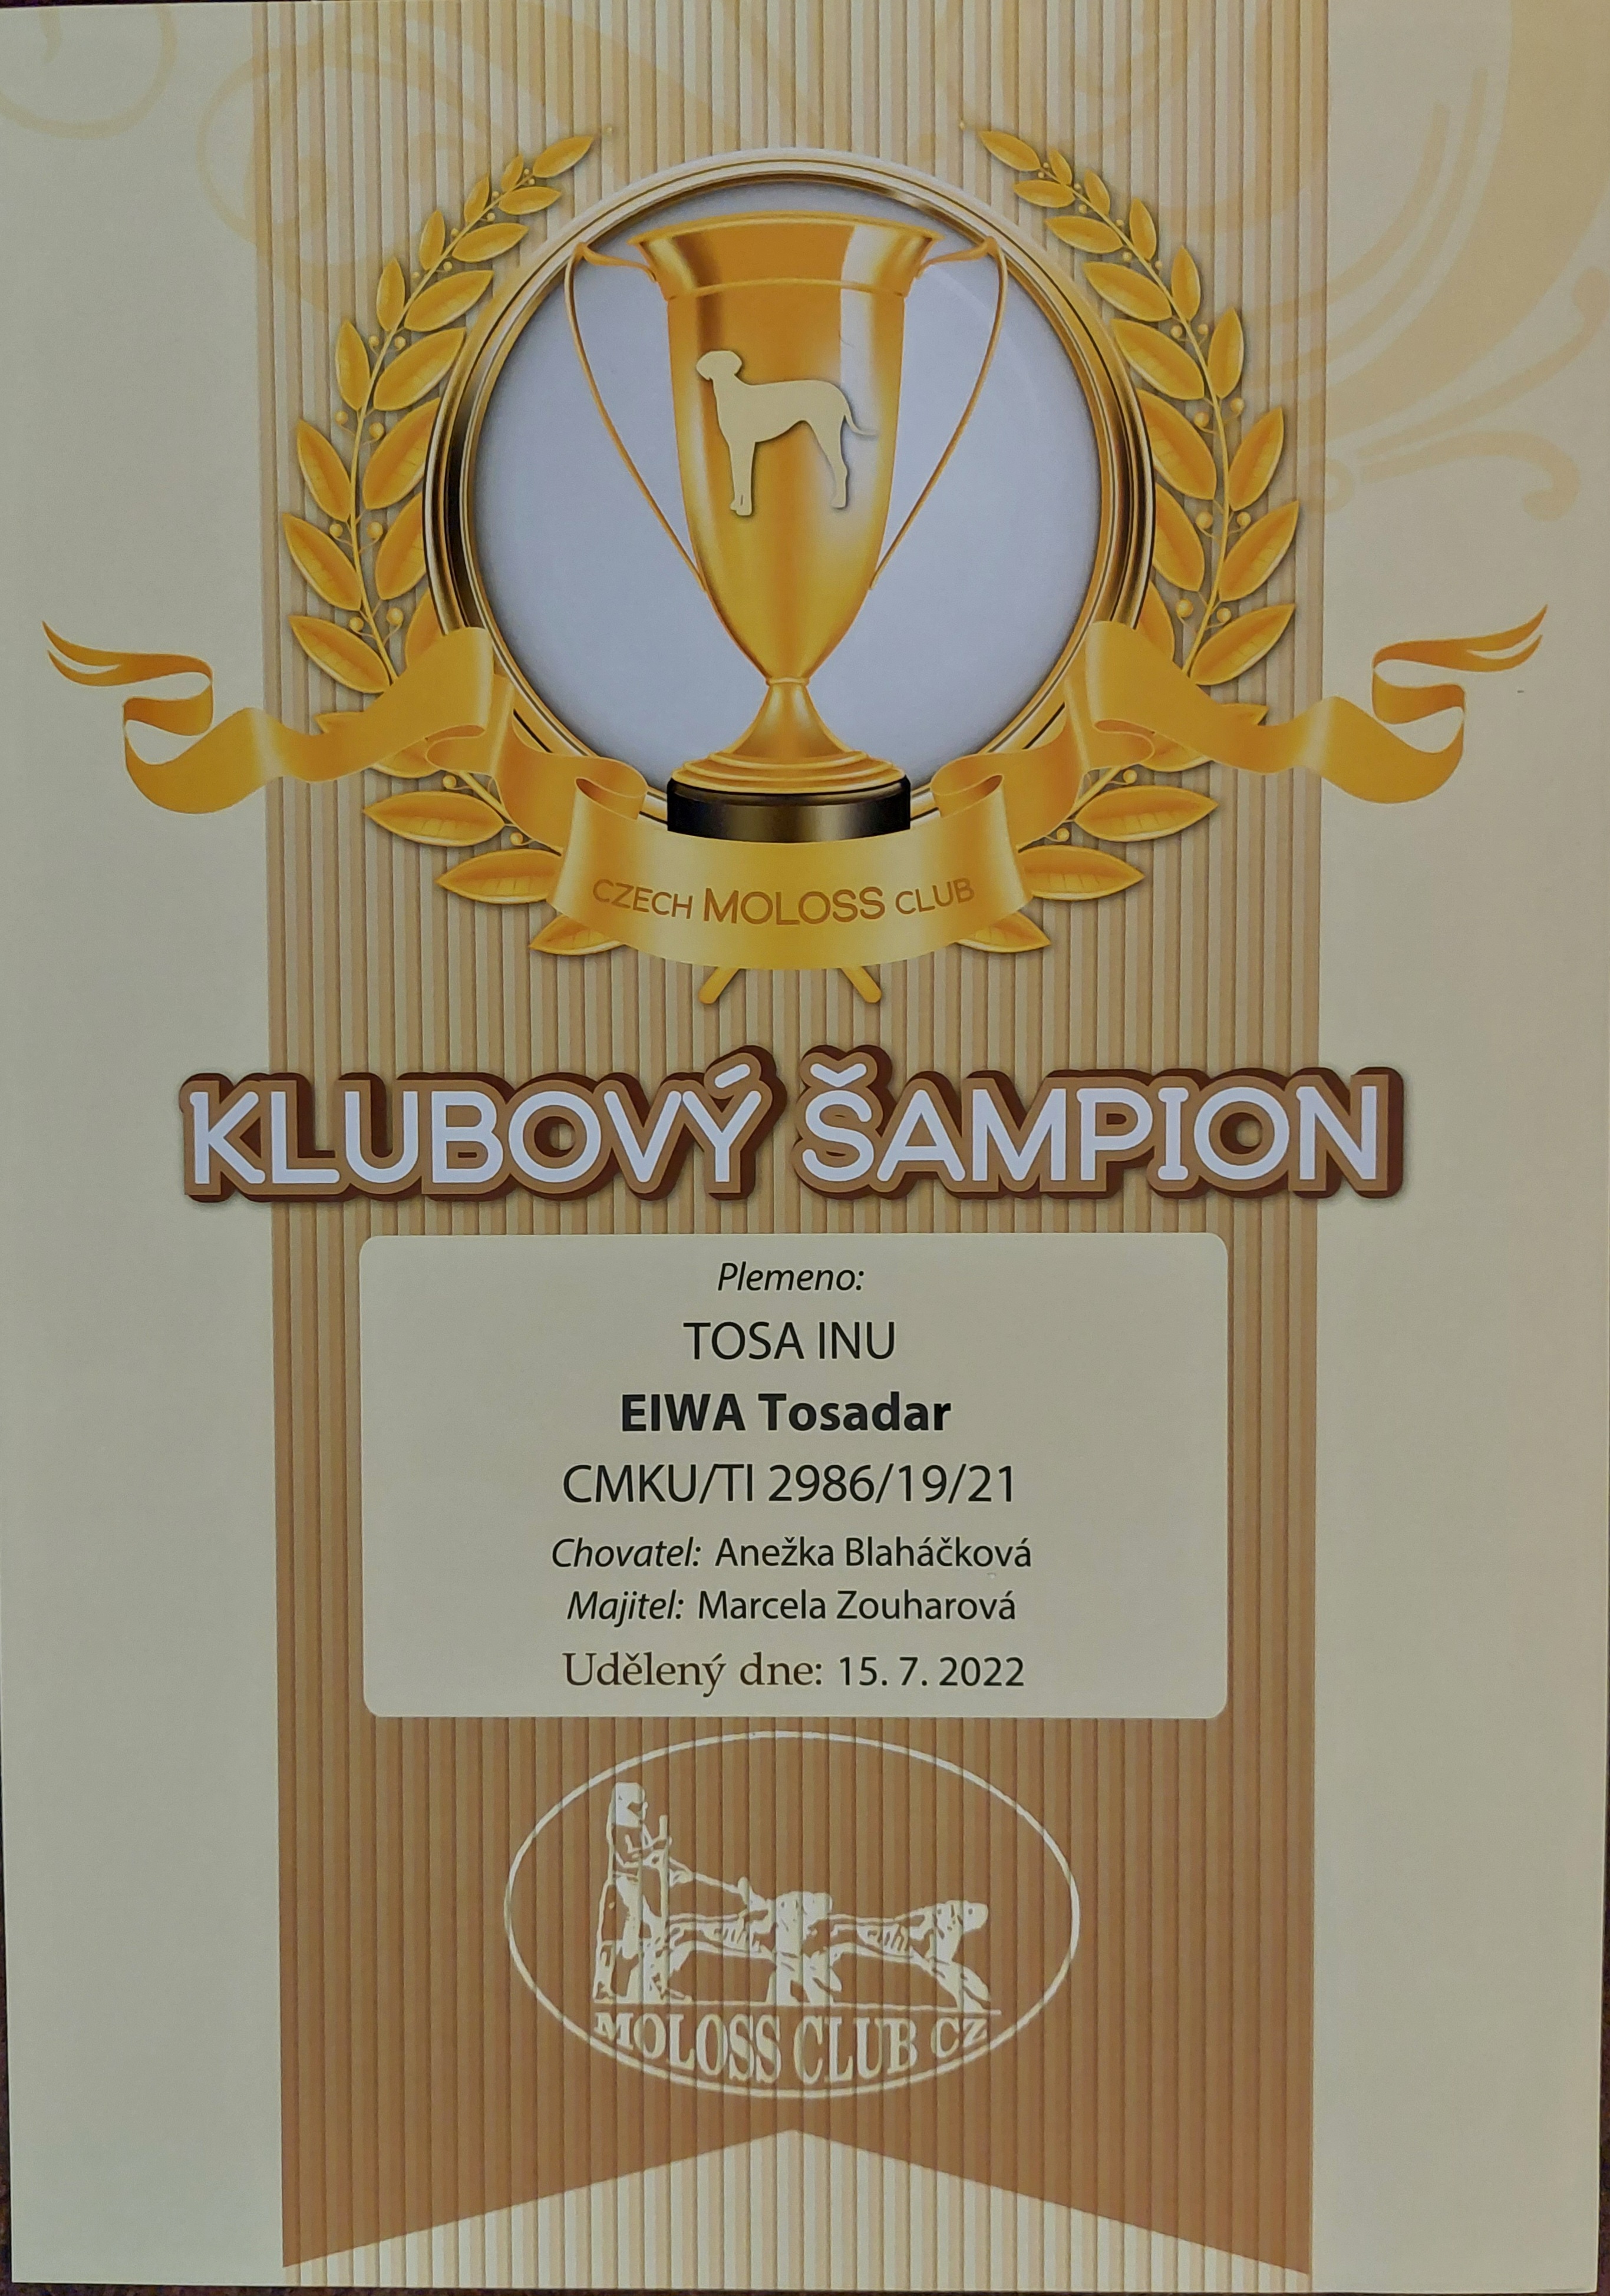 CZECH MOLOSS CLUB
KLUBOVÝ ŠAMPION
Plemeno:
TOSA INU
EIWA Tosadar
CMKU/TI 2986/19/21
Chovatel: Anežka Blaháčková
Majitel: Marcela Zouharová
Udělený dne: 15. 7. 2022
MOLOSS CLUB CZ